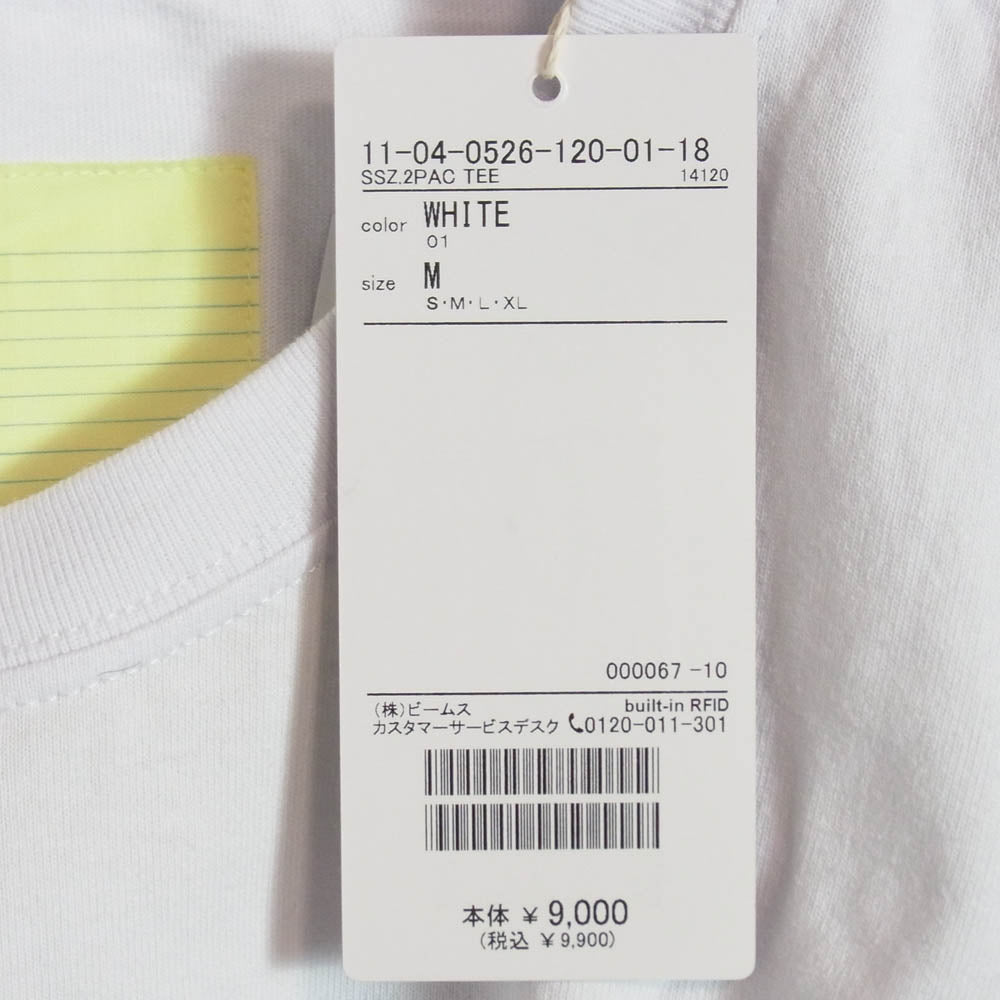 11-04-0526-120-01-18
SSZ.2PAC TEE 14120
color WHITE
01
size M
S・M・L・XL
000067 -10
(株)ビームス built-in RFID
カスタマーサービスデスク 0120-011-301
本体 ¥ 9,000
(税込 ¥ 9,900)